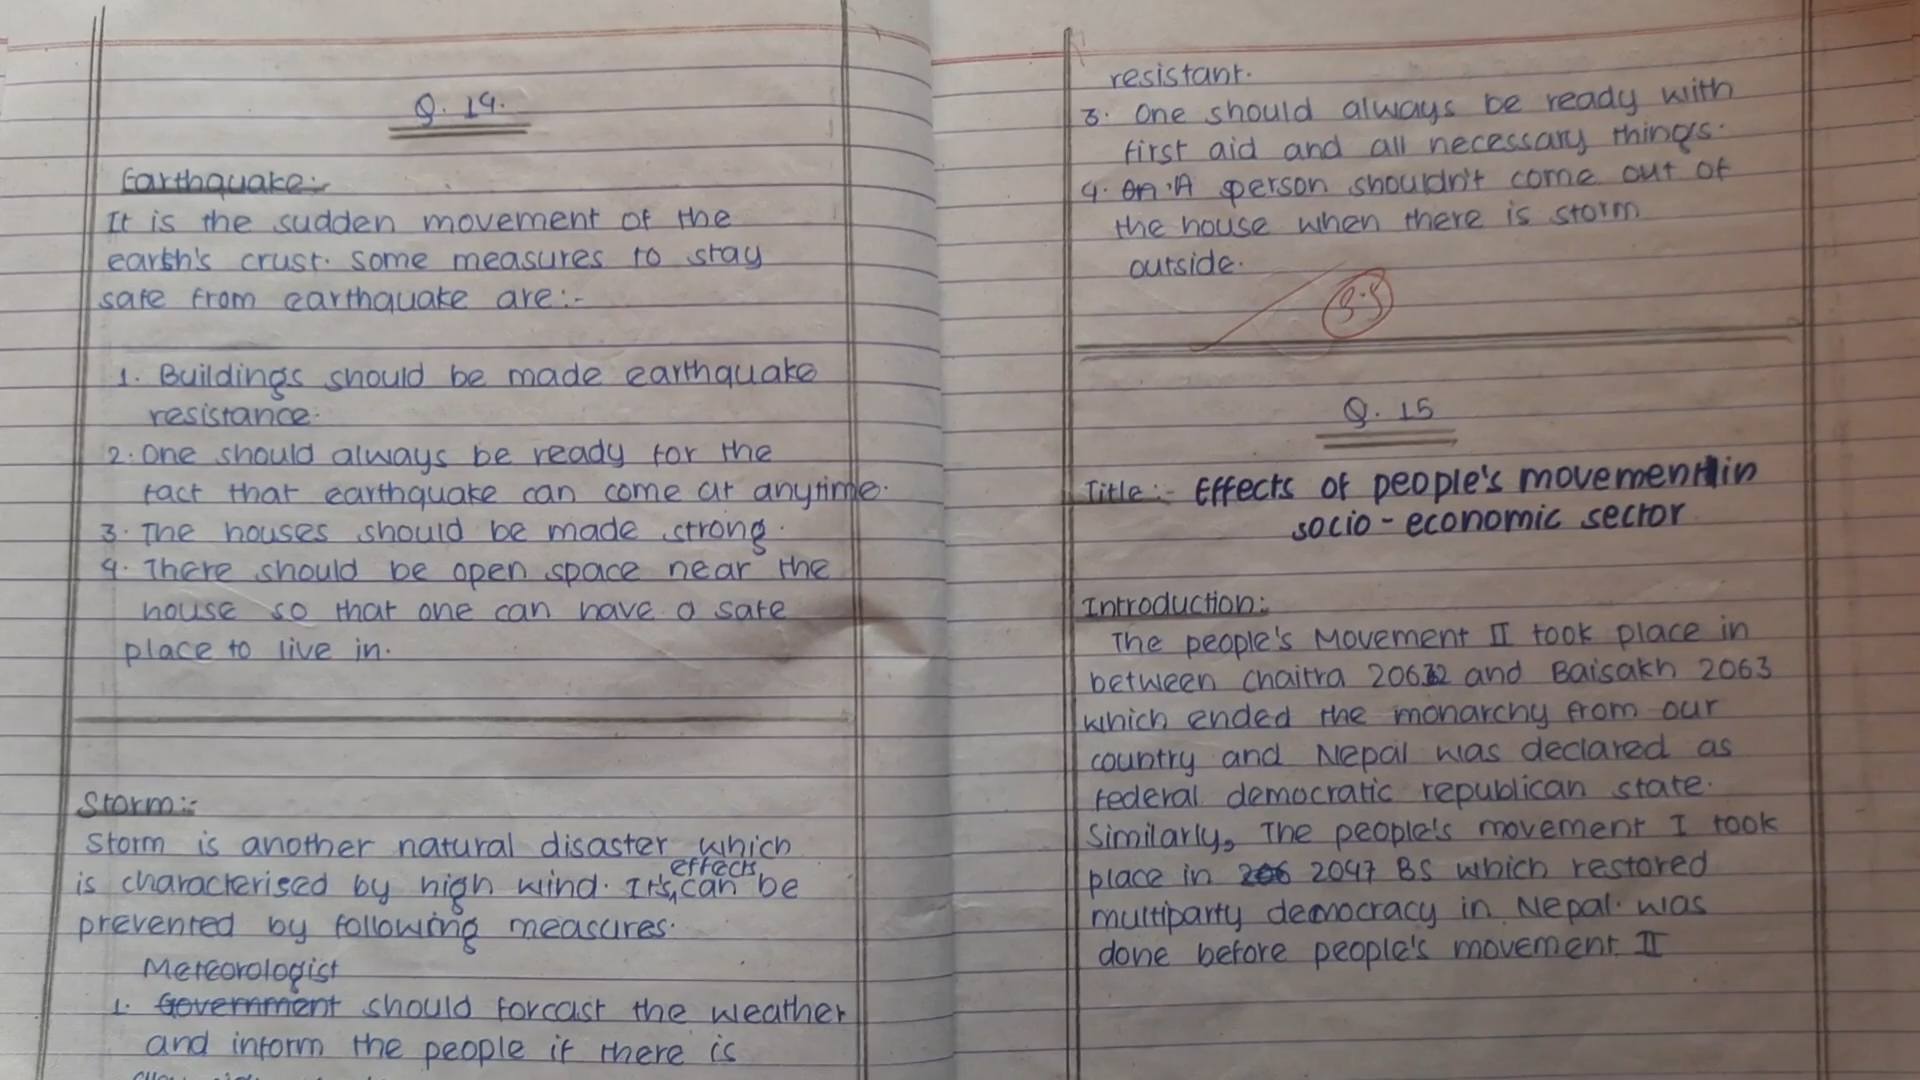 Q. 14.
Earthquake:-
It is the sudden movement of the
earth's crust. Some measures to stay
safe from earthquake are:-
1. Buildings should be made earthquake
resistance.
2. One should always be ready for the
fact that earthquake can come at anytime.
3. The houses should be made strong.
4. There should be open space near the
house so that one can have a safe
place to live in.
Storm:-
Storm is another natural disaster which
effects
is characterised by high wind. It's, can be
prevented by following measures.
Meteorologist
1. Government should forcast the weather
and inform the people if there is
resistant.
3. One should always be ready with
first aid and all necessary things.
4. On. A person shouldn't come out of
the house when there is storm
outside.
3.5
Q. 15
Title:- Effects of people's movement in
socio-economic sector
Introduction:
The people's Movement II took place in
between Chaitra 2062 and Baisakh 2063
which ended the monarchy from our
country and Nepal was declared as
federal democratic republican state.
Similarly, The people's movement I took
place in 206 2047 BS which restored
multiparty democracy in Nepal. was
done before people's movement II